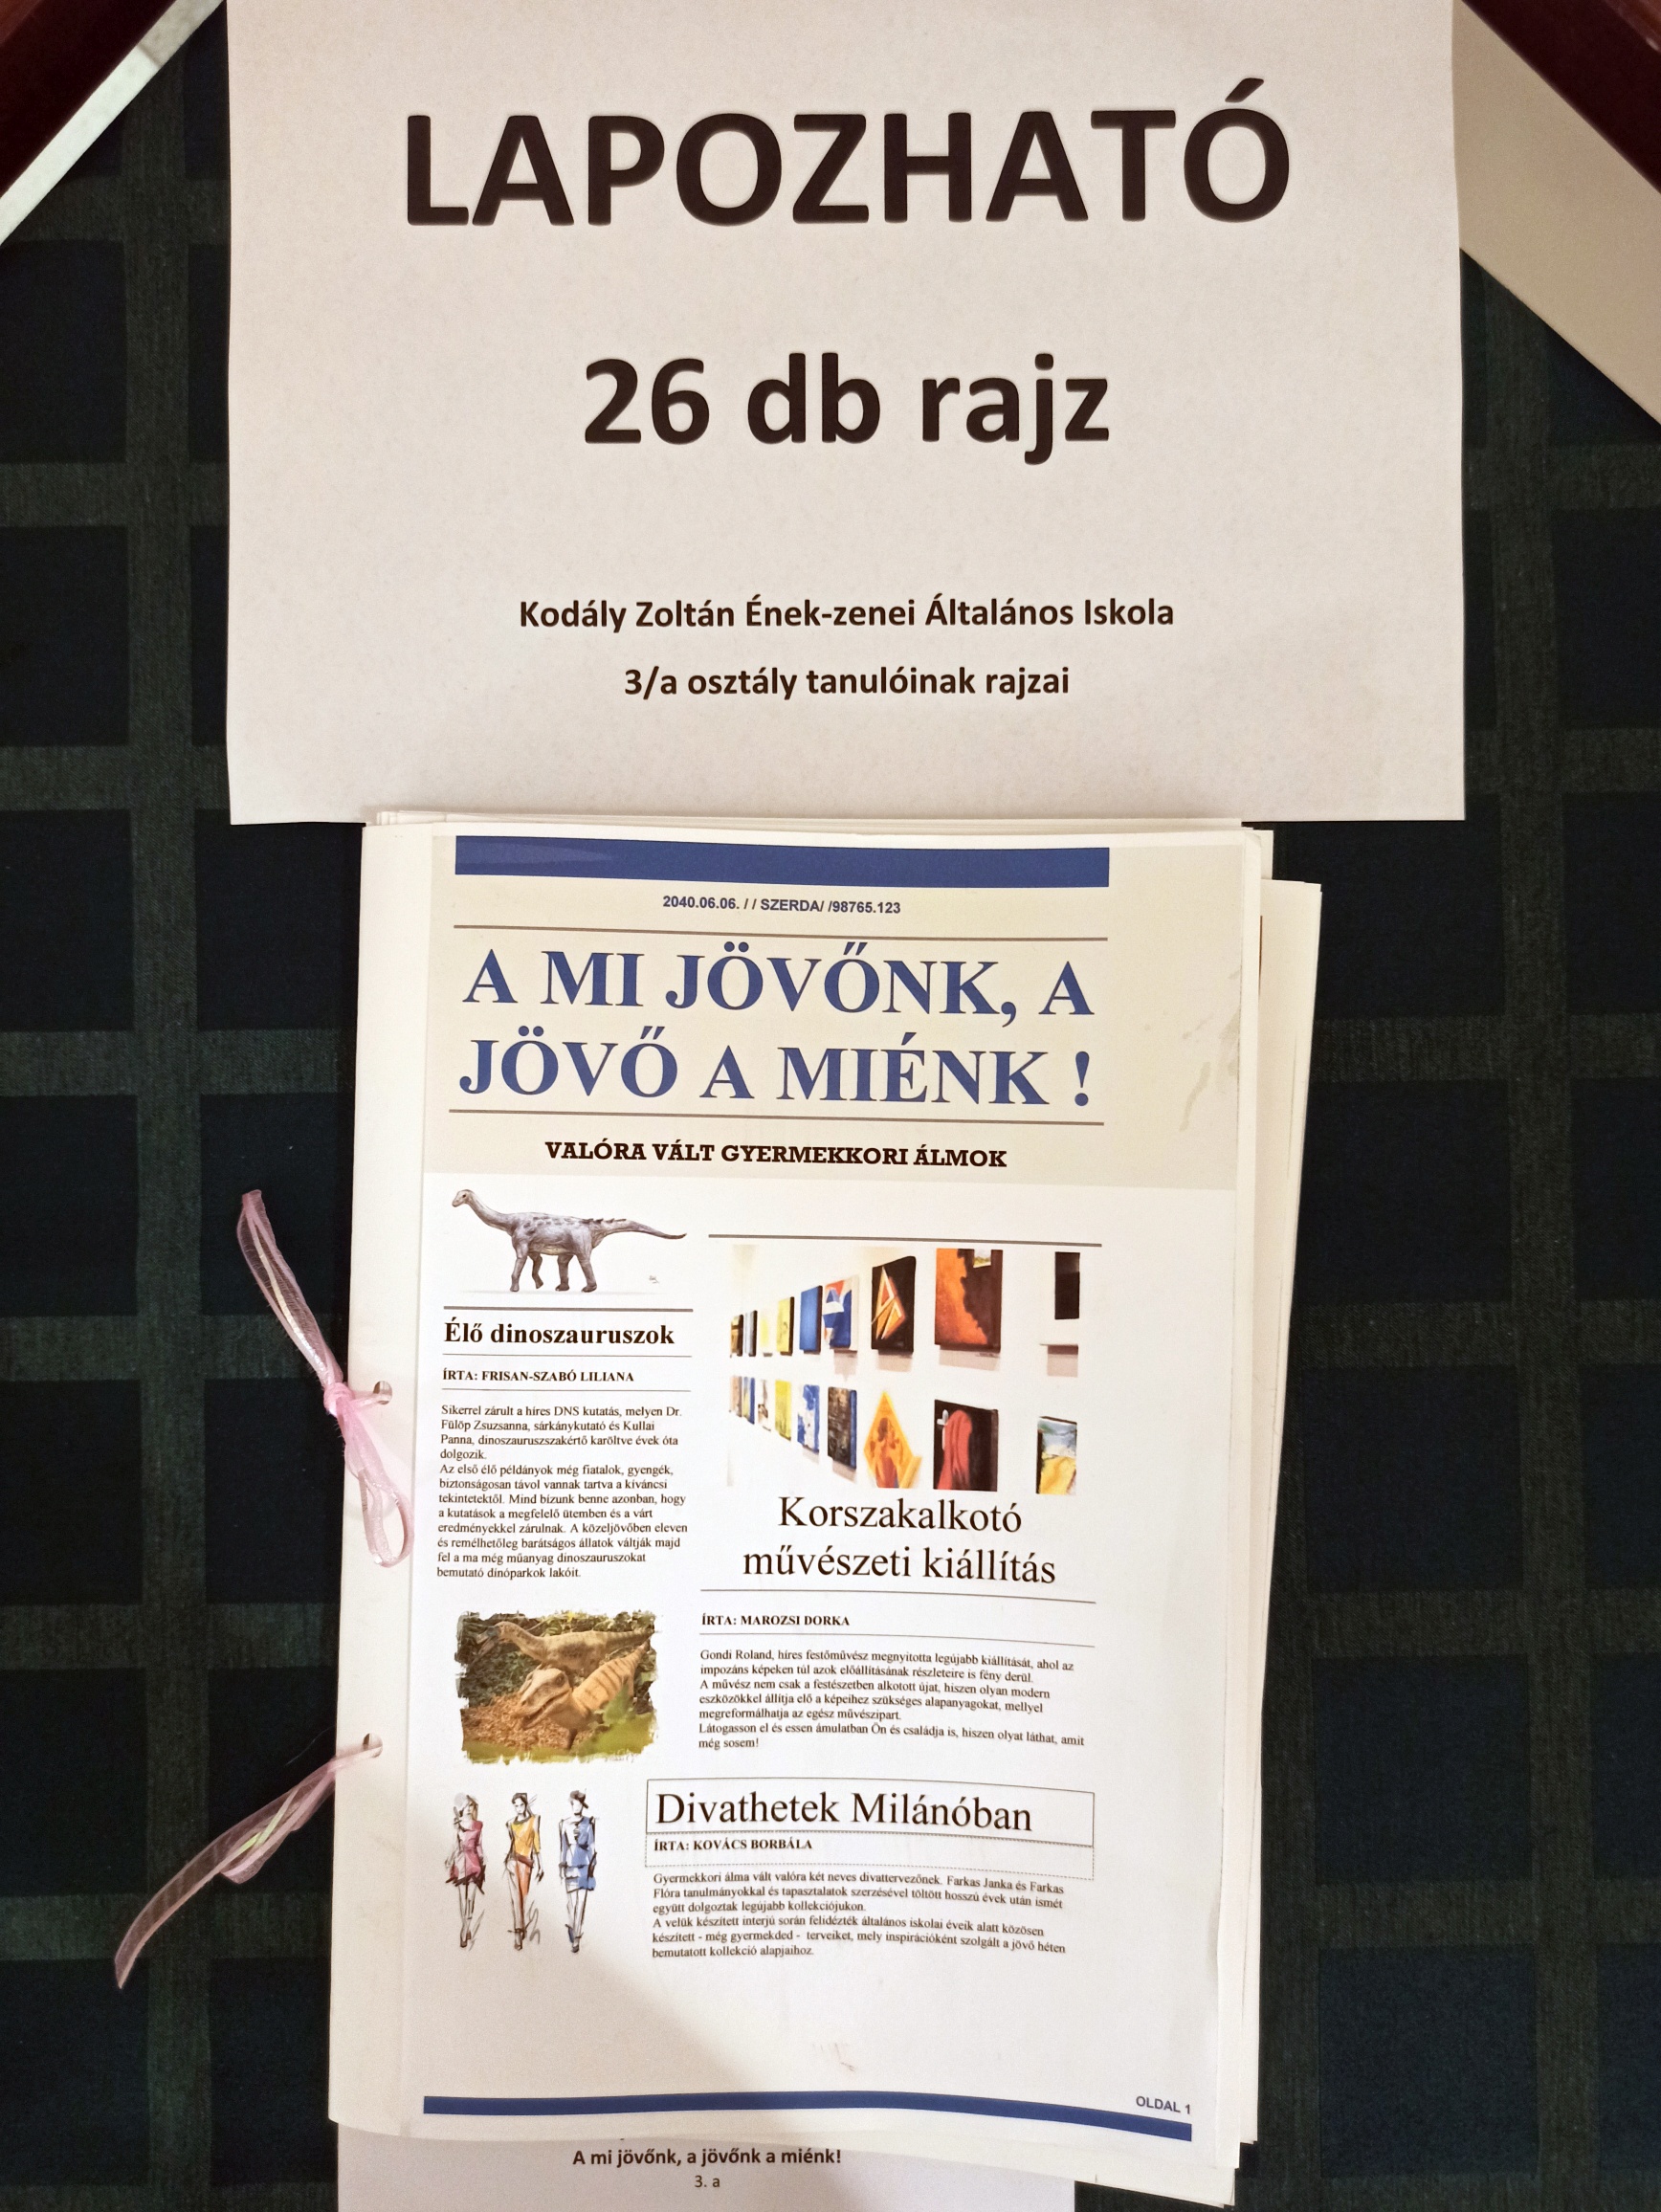 LAPOZHATÓ
26 db rajz
Kodály Zoltán Ének-zenei Általános Iskola
3/a osztály tanulóinak rajzai
2040.06.06. / / SZERDA/ /98765.123
A MI JÖVŐNK, A
JÖVŐ A MIÉNK !
VALÓRA VÁLT GYERMEKKORI ÁLMOK
Élő dinoszauruszok
ÍRTA: FRISAN-SZABÓ LILIANA
Sikerrel zárult a híres DNS kutatás, melyen Dr.
Fülöp Zsuzsanna, sárkánykutató és Kullai
Panna, dinoszauruszszakértő karöltve évek óta
dolgozik.
Az első élő példányok még fiatalok, gyengék,
biztonságosan távol vannak tartva a kíváncsi
tekintetektől. Mind bízunk benne azonban, hogy
a kutatások a megfelelő ütemben és a várt
eredményekkel zárulnak. A közeljövőben eleven
és remélhetőleg barátságos állatok váltják majd
fel a ma még műanyag dinoszauruszokat
bemutató dínóparkok lakóit.
Korszakalkotó
művészeti kiállítás
ÍRTA: MAROZSI DORKA
Gondi Roland, híres festőművész megnyitotta legújabb kiállítását, ahol az
impozáns képeken túl azok előállításának részleteire is fény derül.
A művész nem csak a festészetben alkotott újat, hiszen olyan modern
eszközökkel állítja elő a képeihez szükséges alapanyagokat, mellyel
megreformálhatja az egész művészipart.
Látogasson el és essen ámulatban Ön és családja is, hiszen olyat láthat, amit
még sosem!
Divathetek Milánóban
ÍRTA: KOVÁCS BORBÁLA
Gyermekkori álma vált valóra két neves divattervezőnek. Farkas Janka és Farkas
Flóra tanulmányokkal és tapasztalatok szerzésével töltött hosszú évek után ismét
együtt dolgoztak legújabb kollekciójukon.
A velük készített interjú során felidézték általános iskolai éveik alatt közösen
készített - még gyermekded - terveiket, mely inspirációként szolgált a jövő héten
bemutatott kollekció alapjaihoz.
OLDAL 1
A mi jövőnk, a jövőnk a miénk!
3. a